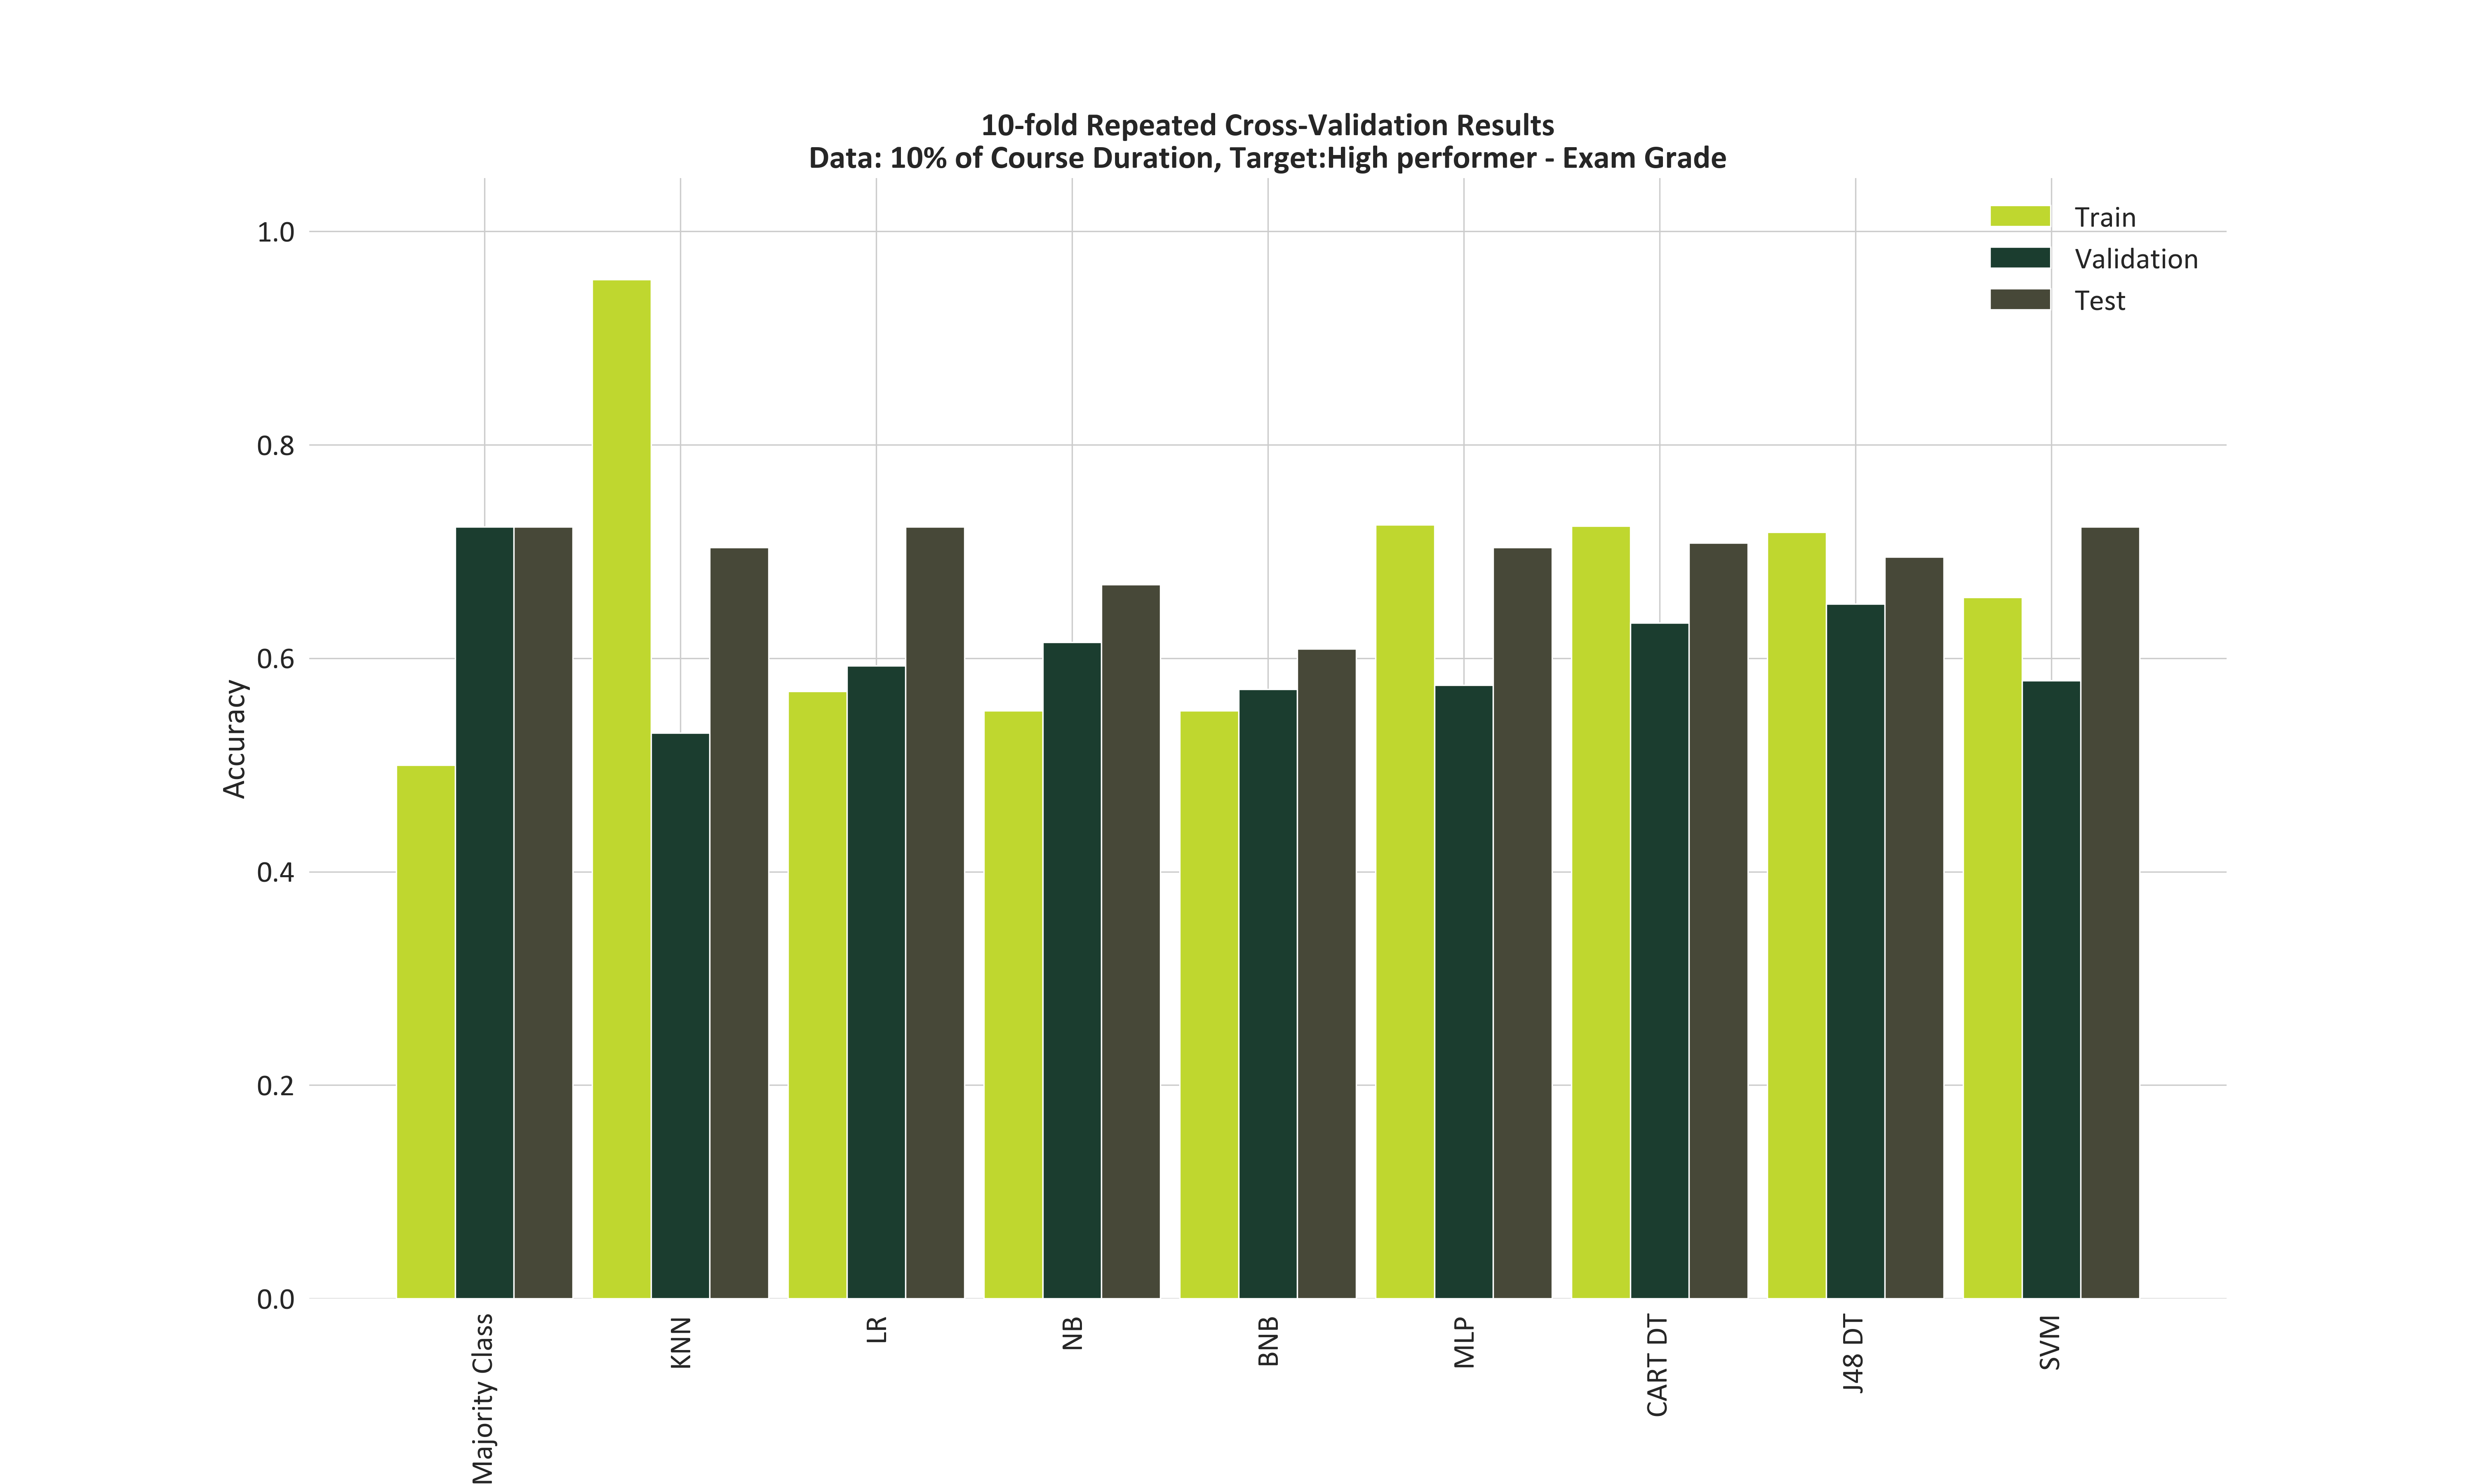 10-fold Repeated Cross-Validation Results
Data: 10% of Course Duration, Target:High performer - Exam Grade
Train
Validation
Test
Accuracy
1.0
0.8
0.6
0.4
0.2
0.0
Majority Class
KNN
LR
NB
BNB
MLP
CART DT
J48 DT
SVM